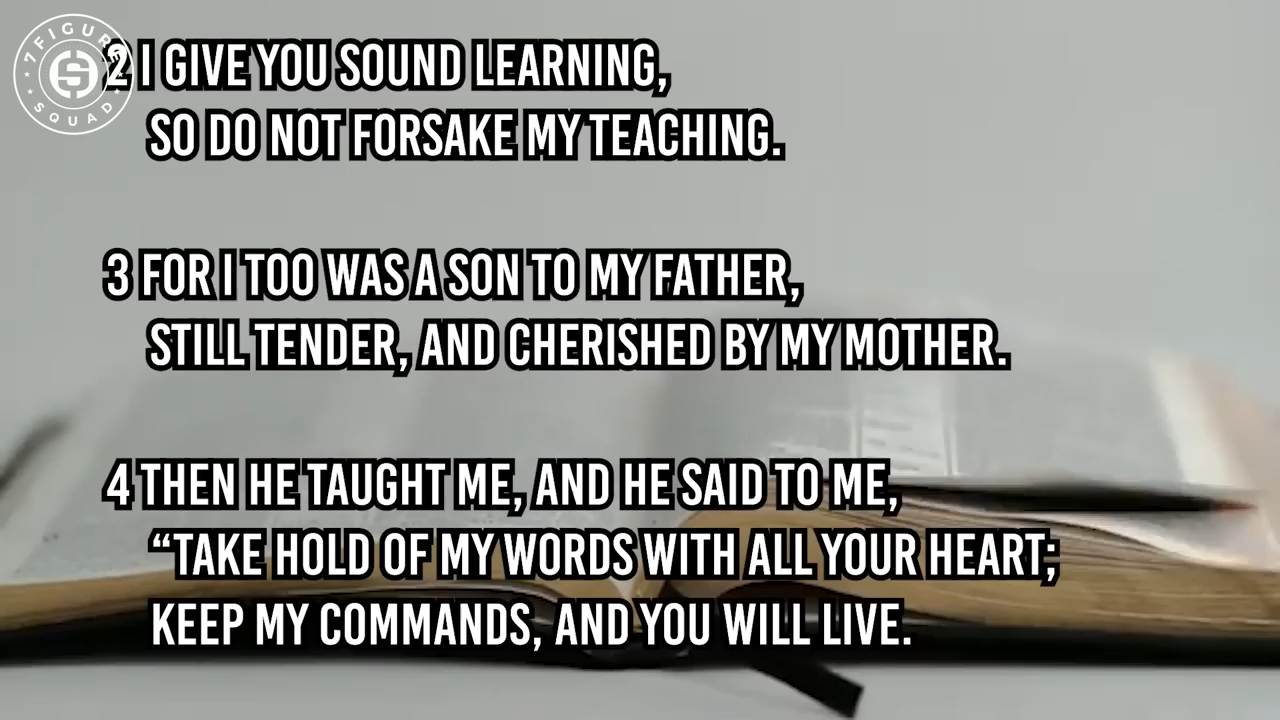 7FIGURE
SQUAD
2 I GIVE YOU SOUND LEARNING,
SO DO NOT FORSAKE MY TEACHING.
3 FOR I TOO WAS A SON TO MY FATHER,
STILL TENDER, AND CHERISHED BY MY MOTHER.
4 THEN HE TAUGHT ME, AND HE SAID TO ME,
“TAKE HOLD OF MY WORDS WITH ALL YOUR HEART;
KEEP MY COMMANDS, AND YOU WILL LIVE.